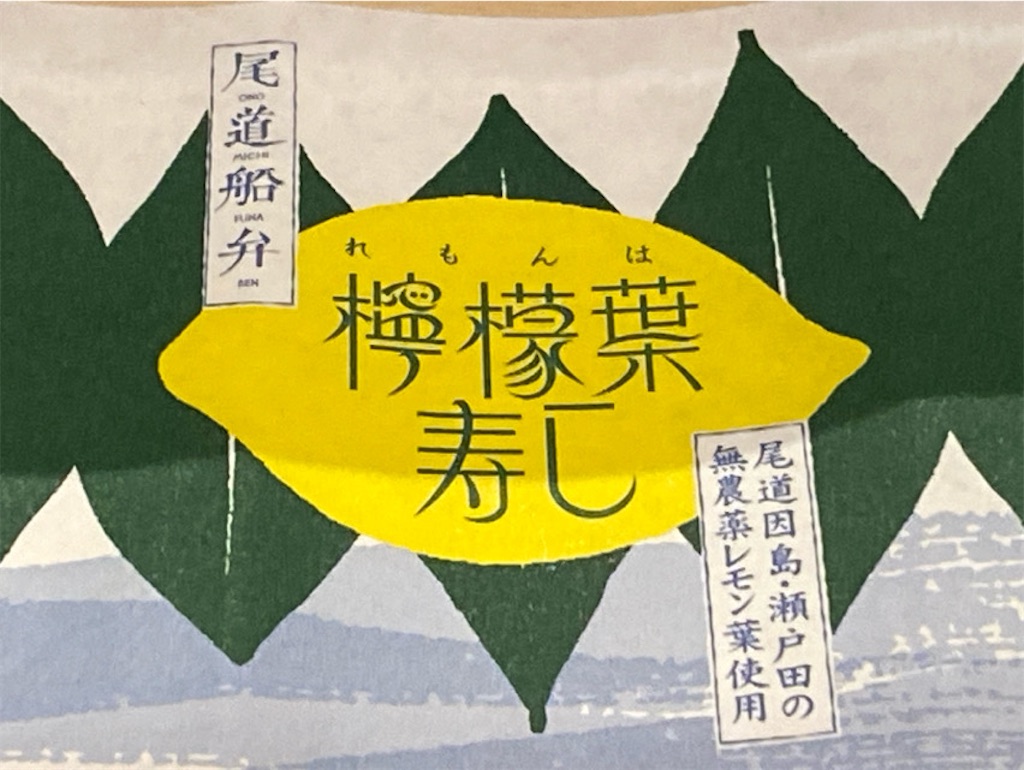 尾
ONO
道
MICHI
船
FUNA
弁
BEN
れもんは
檸檬葉
寿し
尾道因島・瀬戸田の
無農薬レモン葉使用